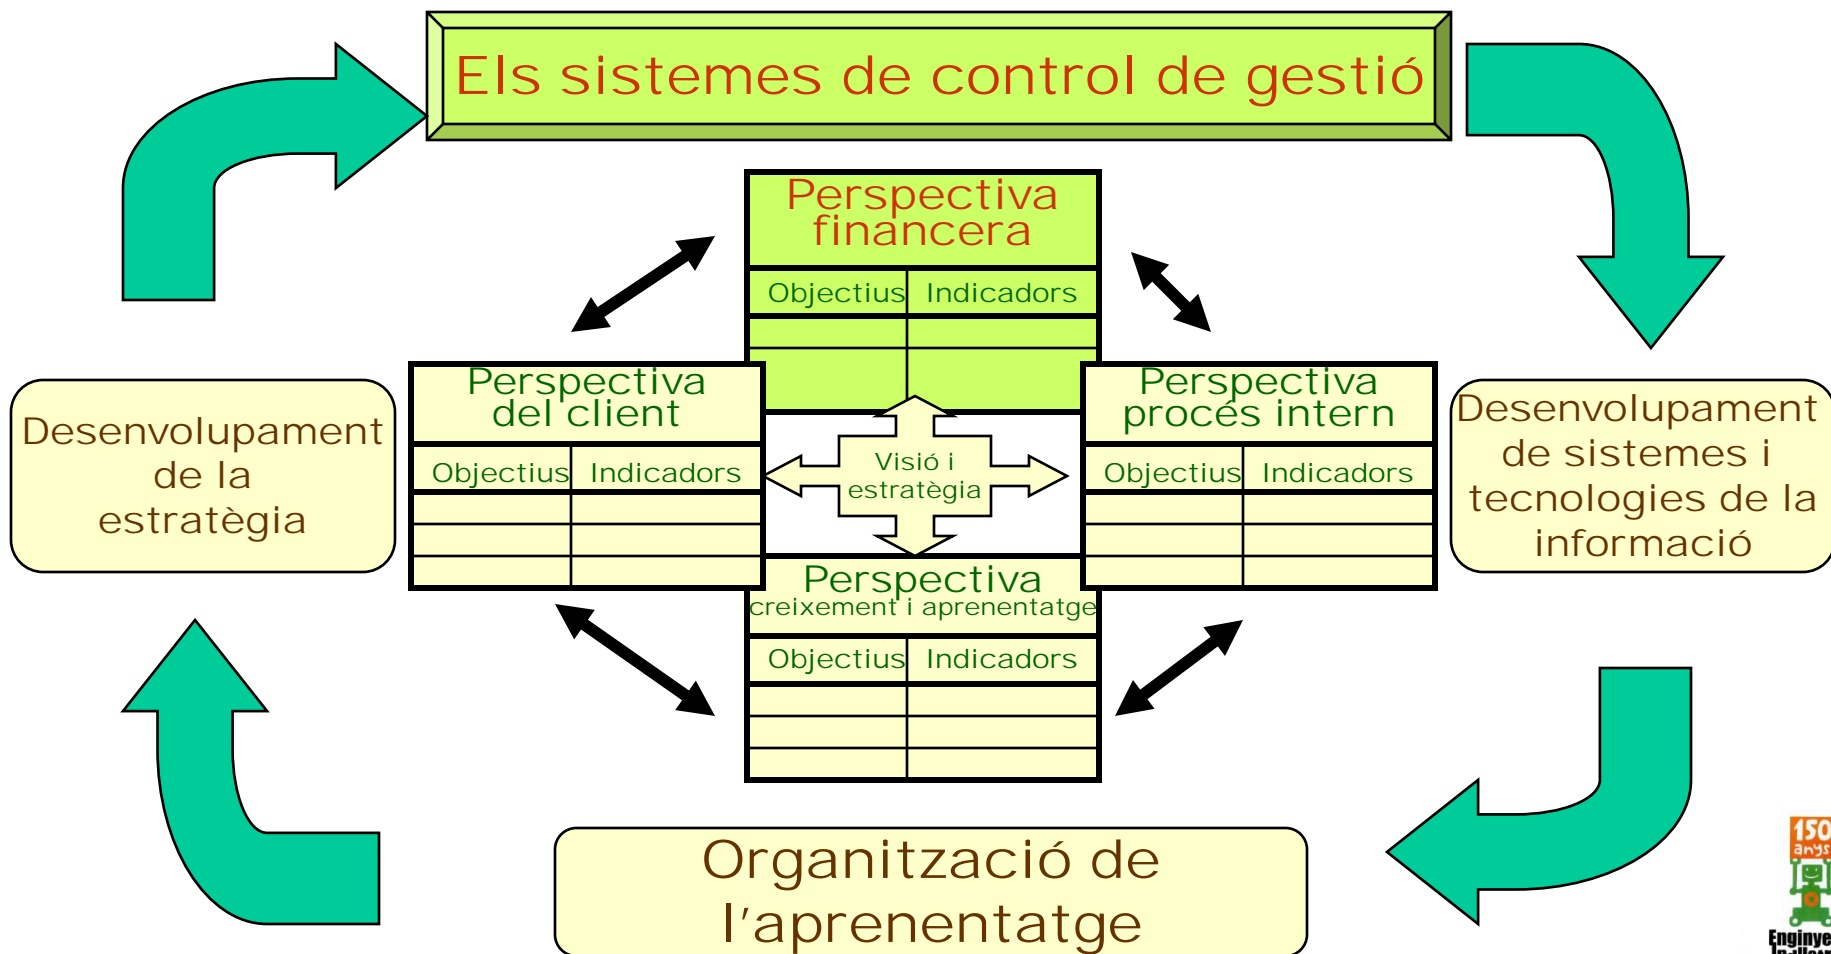 Els sistemes de control de gestió
Perspectiva
financera
Objectius Indicadors
Perspectiva
del client
Objectius Indicadors
Visió i
estratègia
Perspectiva
procés intern
Objectius Indicadors
Desenvolupament
de la
estratègia
Desenvolupament
de sistemes i
tecnologies de la
informació
Perspectiva
creixement i aprenentatge
Objectius Indicadors
Organització de
l'aprenentatge
150
anys